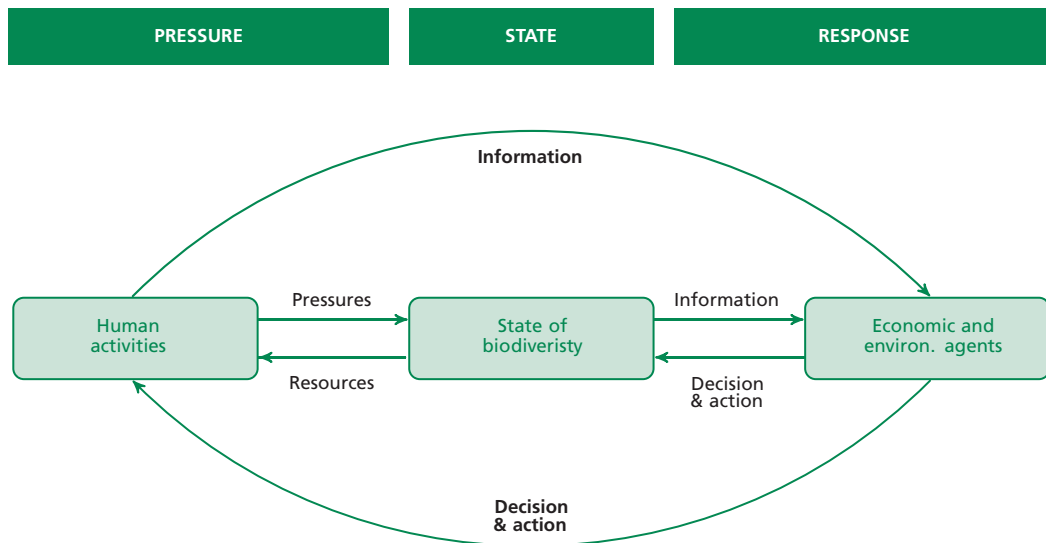 PRESSURE
STATE
RESPONSE
Information
Pressures
Information
Human
activities
State of
biodiveristy
Economic and
environ. agents
Resources
Decision
& action
Decision
& action